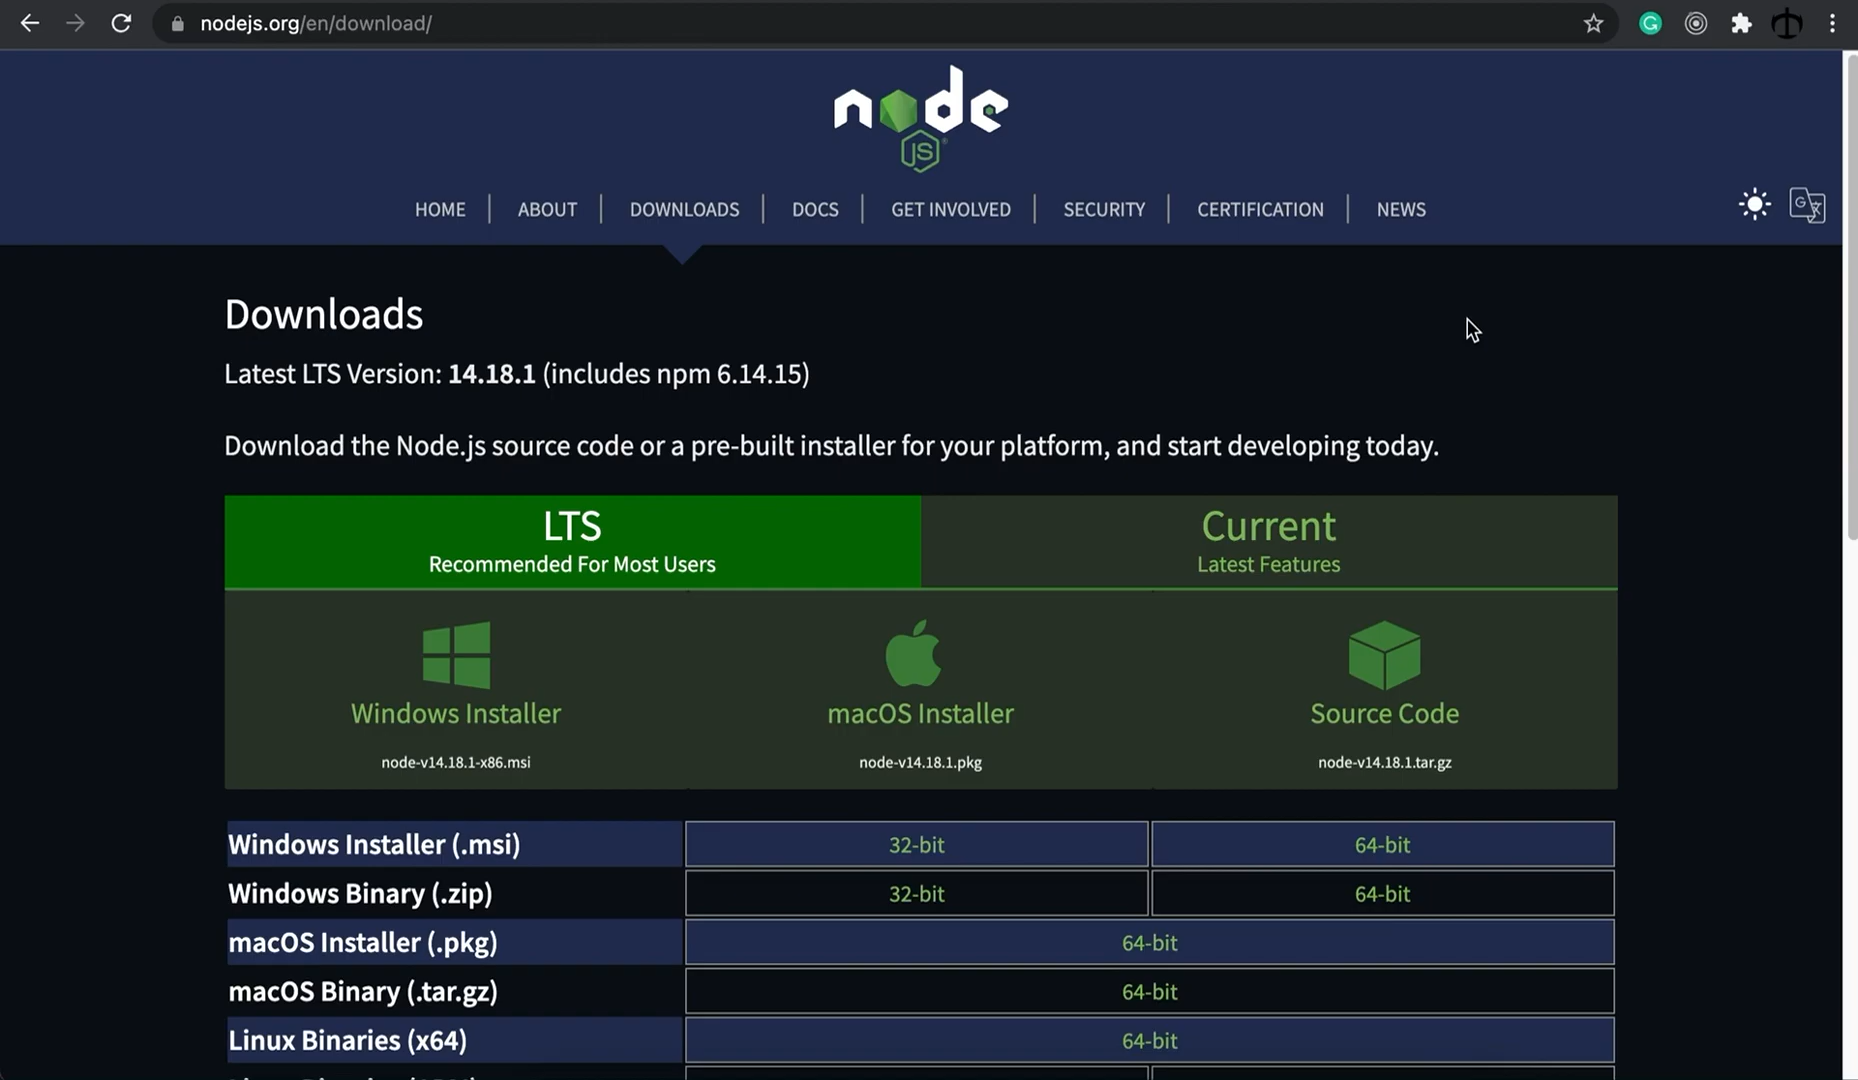 nodejs.org/en/download/
node
JS
HOME | ABOUT | DOWNLOADS | DOCS | GET INVOLVED | SECURITY | CERTIFICATION | NEWS
Downloads
Latest LTS Version: 14.18.1 (includes npm 6.14.15)
Download the Node.js source code or a pre-built installer for your platform, and start developing today.
LTS
Recommended For Most Users
Current
Latest Features
Windows Installer
node-v14.18.1-x86.msi
macOS Installer
node-v14.18.1.pkg
Source Code
node-v14.18.1.tar.gz
Windows Installer (.msi) 32-bit 64-bit
Windows Binary (.zip) 32-bit 64-bit
macOS Installer (.pkg) 64-bit
macOS Binary (.tar.gz) 64-bit
Linux Binaries (x64) 64-bit